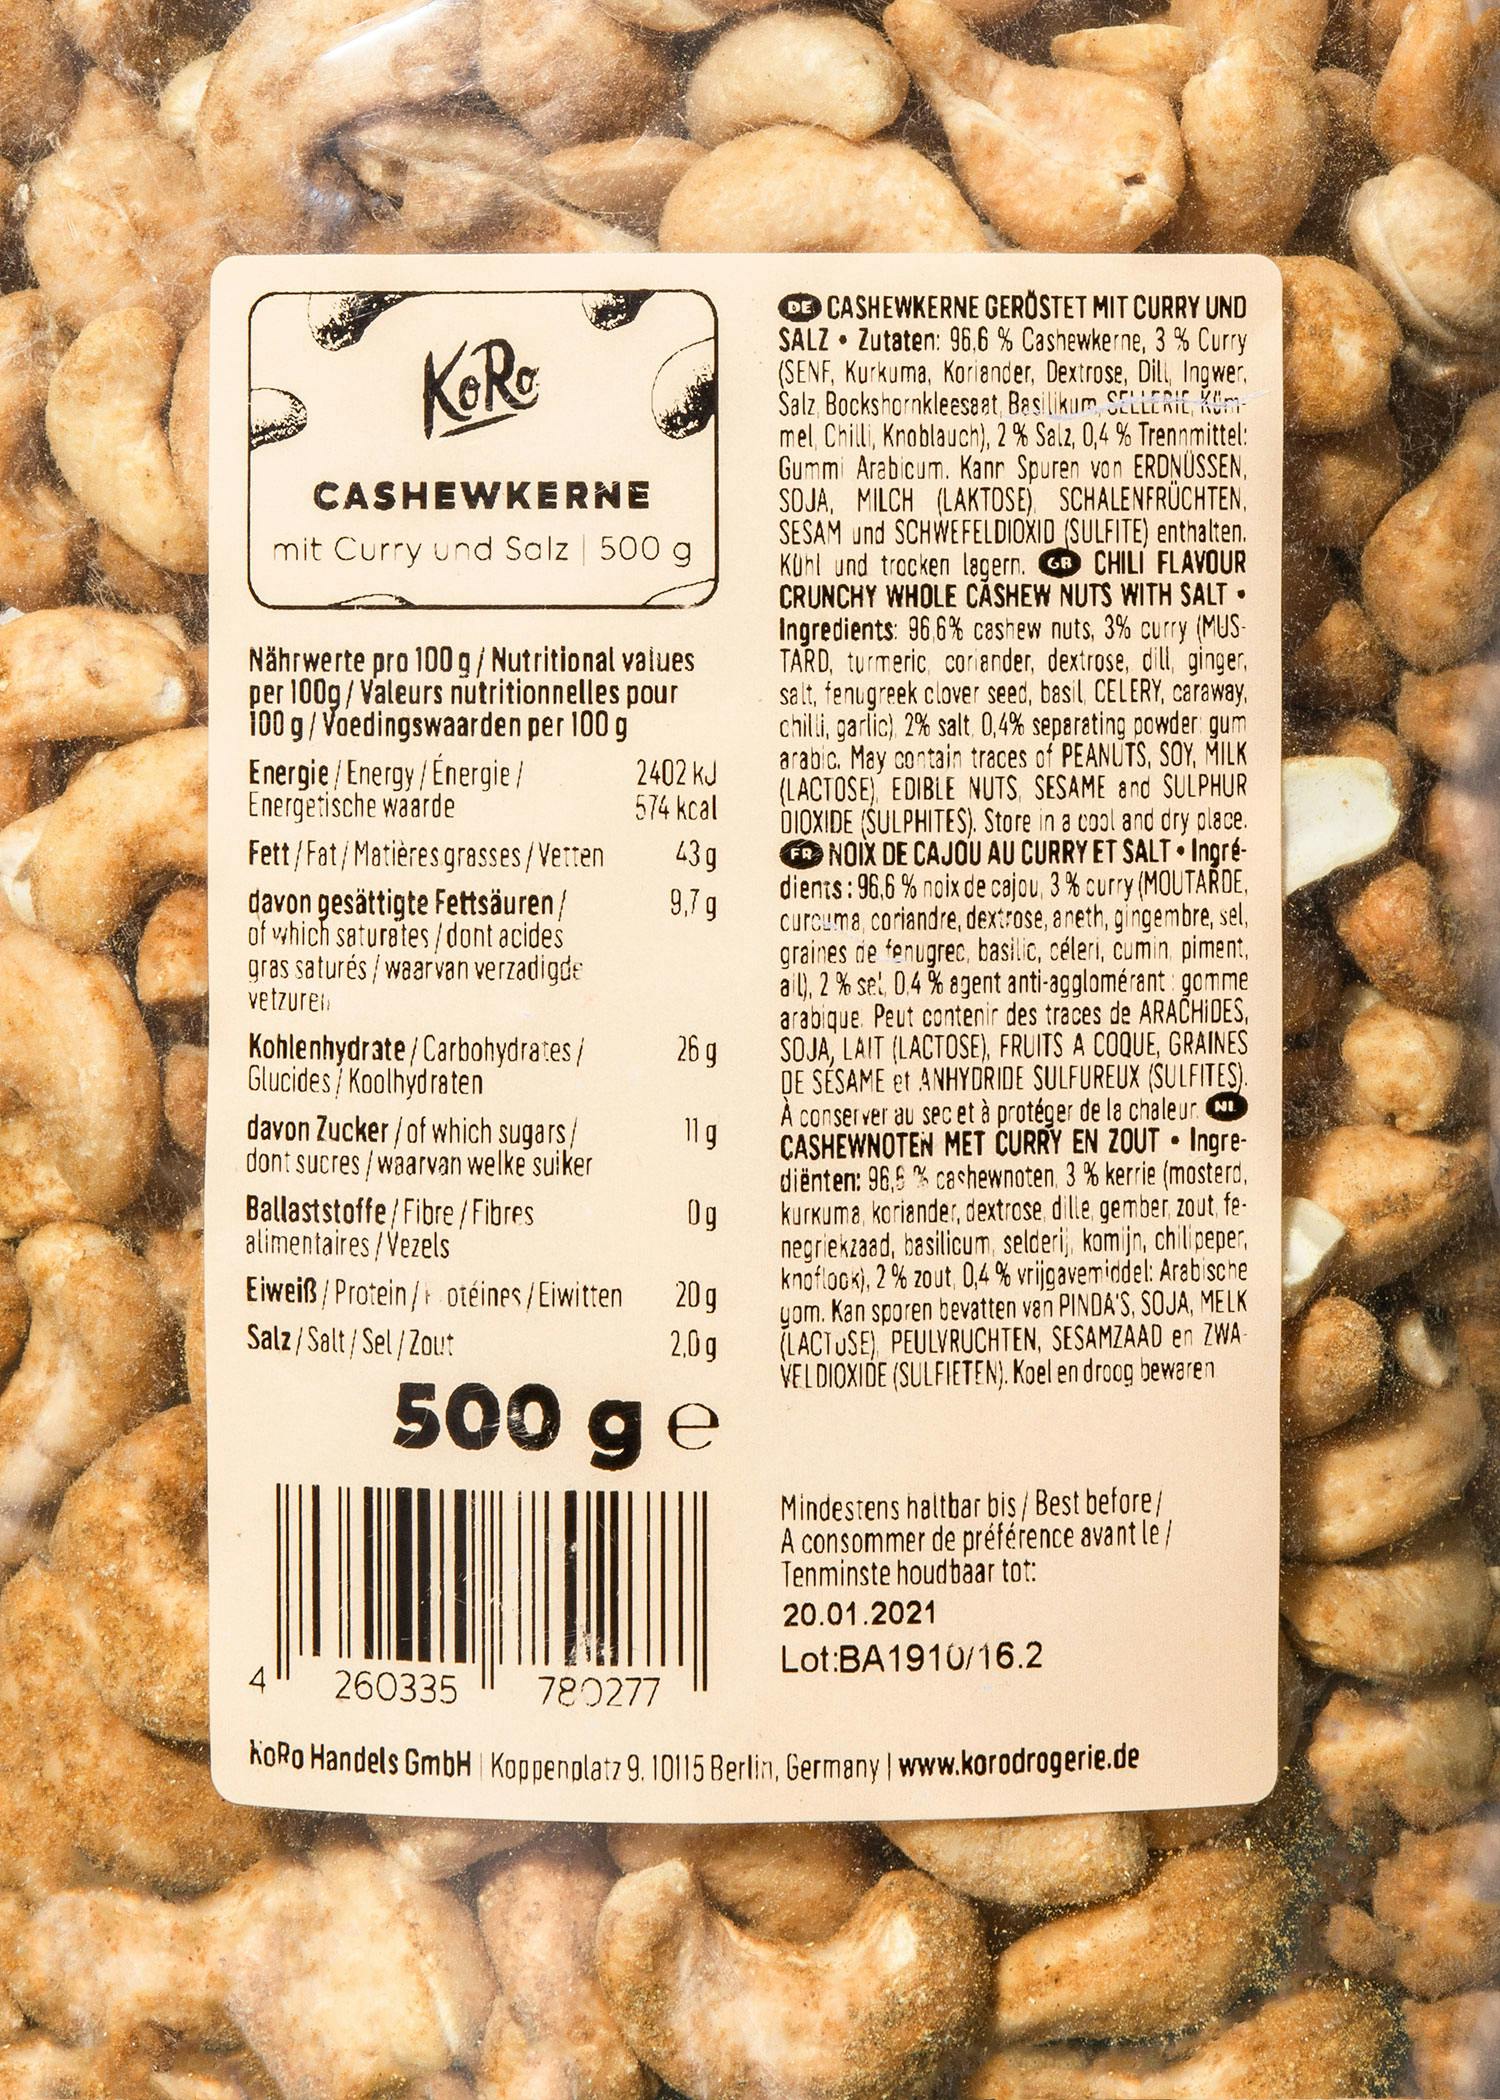 KoRo
CASHEWKERNE
mit Curry und Salz | 500 g
Nährwerte pro 100 g / Nutritional values
per 100g / Valeurs nutritionnelles pour
100 g / Voedingswaarden per 100 g
Energie / Energy / Énergie / 2402 kJ
Energetische waarde 574 kcal
Fett / Fat / Matières grasses / Vetten 43 g
davon gesättigte Fettsäuren / 9,7 g
of which saturates / dont acides
gras saturés / waarvan verzadigde
vetzuren
Kohlenhydrate / Carbohydrates / 26 g
Glucides / Koolhydraten
davon Zucker / of which sugars / 11 g
dont sucres / waarvan welke suiker
Ballaststoffe / Fibre / Fibres 0 g
alimentaires / Vezels
Eiweiß / Protein / Protéines / Eiwitten 20 g
Salz / Salt / Sel / Zout 2,0 g
500 g e
4 260335 780277
DE CASHEWKERNE GERÖSTET MIT CURRY UND
SALZ • Zutaten: 96,6 % Cashewkerne, 3 % Curry
(SENF, Kurkuma, Koriander, Dextrose, Dill, Ingwer,
Salz, Bockshornkleesaat, Basilikum, SELLERIE, Küm-
mel, Chilli, Knoblauch), 2 % Salz, 0,4 % Trennmittel:
Gummi Arabicum. Kann Spuren von ERDNÜSSEN,
SOJA, MILCH (LAKTOSE), SCHALENFRÜCHTEN,
SESAM und SCHWEFELDIOXID (SULFITE) enthalten.
Kühl und trocken lagern. GB CHILI FLAVOUR
CRUNCHY WHOLE CASHEW NUTS WITH SALT •
Ingredients: 96,6% cashew nuts, 3% curry (MUS-
TARD, turmeric, coriander, dextrose, dill, ginger,
salt, fenugreek clover seed, basil, CELERY, caraway,
chilli, garlic), 2% salt, 0,4% separating powder: gum
arabic. May contain traces of PEANUTS, SOY, MILK
(LACTOSE), EDIBLE NUTS, SESAME and SULPHUR
DIOXIDE (SULPHITES). Store in a cool and dry place.
FR NOIX DE CAJOU AU CURRY ET SALT • Ingré-
dients : 96,6 % noix de cajou, 3 % curry (MOUTARDE,
curcuma, coriandre, dextrose, aneth, gingembre, sel,
graines de fenugrec, basilic, céleri, cumin, piment,
ail), 2 % sel, 0,4 % agent anti-agglomérant : gomme
arabique. Peut contenir des traces de ARACHIDES,
SOJA, LAIT (LACTOSE), FRUITS A COQUE, GRAINES
DE SÉSAME et ANHYDRIDE SULFUREUX (SULFITES).
À conserver au sec et à protéger de la chaleur. NL
CASHEWNOTEN MET CURRY EN ZOUT • Ingre-
diënten: 96,6 % cashewnoten, 3 % kerrie (mosterd,
kurkuma, koriander, dextrose, dille, gember, zout, fe-
negriekzaad, basilicum, selderij, komijn, chilipeper,
knoflook), 2 % zout, 0,4 % vrijgavemiddel: Arabische
gom. Kan sporen bevatten van PINDA'S, SOJA, MELK
(LACTOSE), PEULVRUCHTEN, SESAMZAAD en ZWA-
VELDIOXIDE (SULFIETEN). Koel en droog bewaren
Mindestens haltbar bis / Best before /
A consommer de préférence avant le /
Tenminste houdbaar tot:
20.01.2021
Lot:BA1910/16.2
KoRo Handels GmbH | Koppenplatz 9, 10115 Berlin, Germany | www.korodrogerie.de